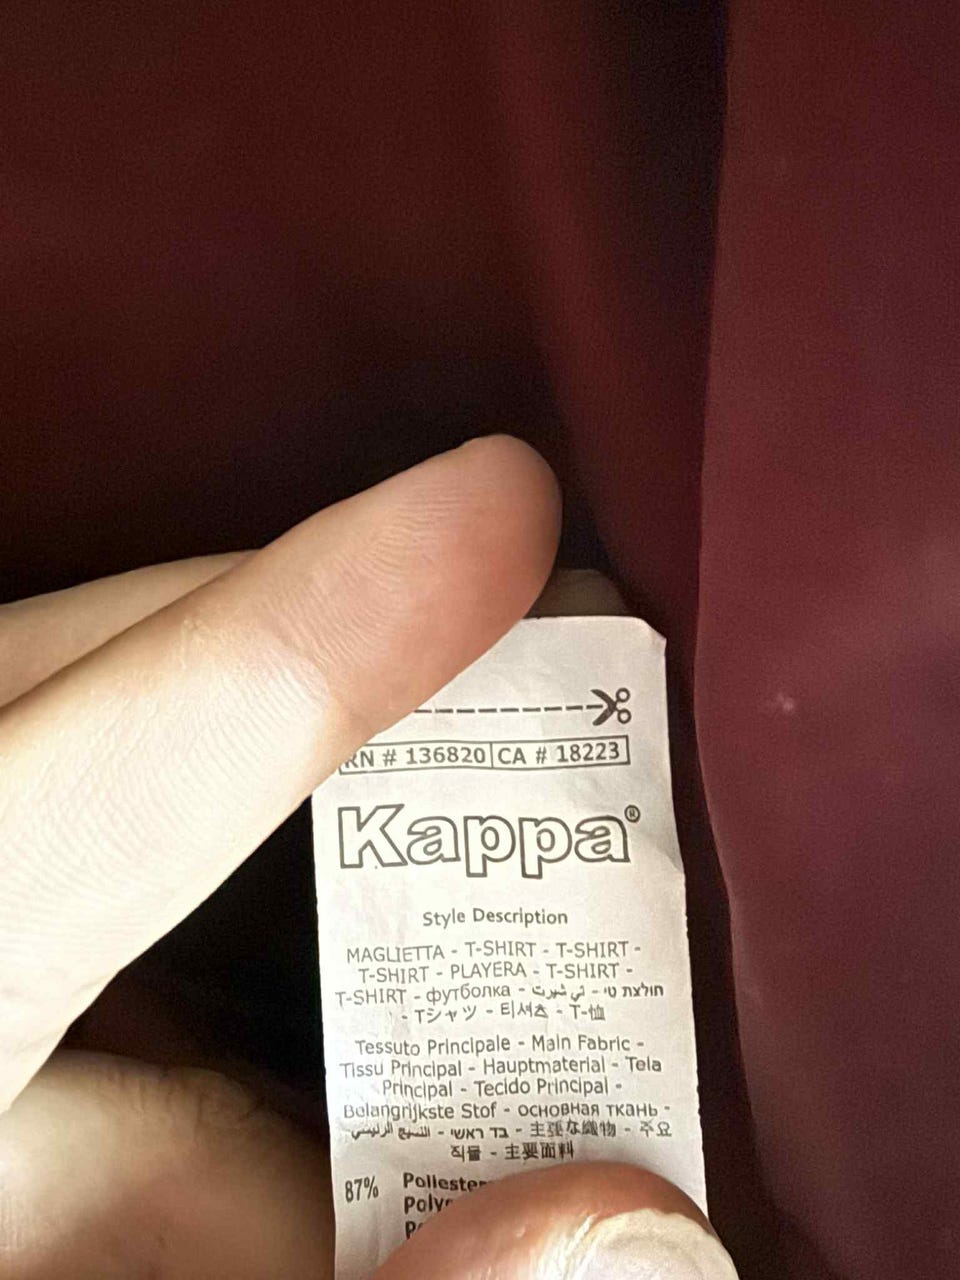 RN # 136820 CA # 18223
Kappa®
Style Description
MAGLIETTA - T-SHIRT - T-SHIRT -
T-SHIRT - PLAYERA - T-SHIRT -
T-SHIRT - футболка - تي شيرت - חולצת טי
- Tシャツ - 티셔츠 - T-恤
Tessuto Principale - Main Fabric -
Tissu Principal - Hauptmaterial - Tela
Principal - Tecido Principal -
Belangrijkste Stof - основная ткань -
النسيج الرئيسي - בד ראשי - 主要な織物 - 주요
직물 - 主要面料
87% Poliester